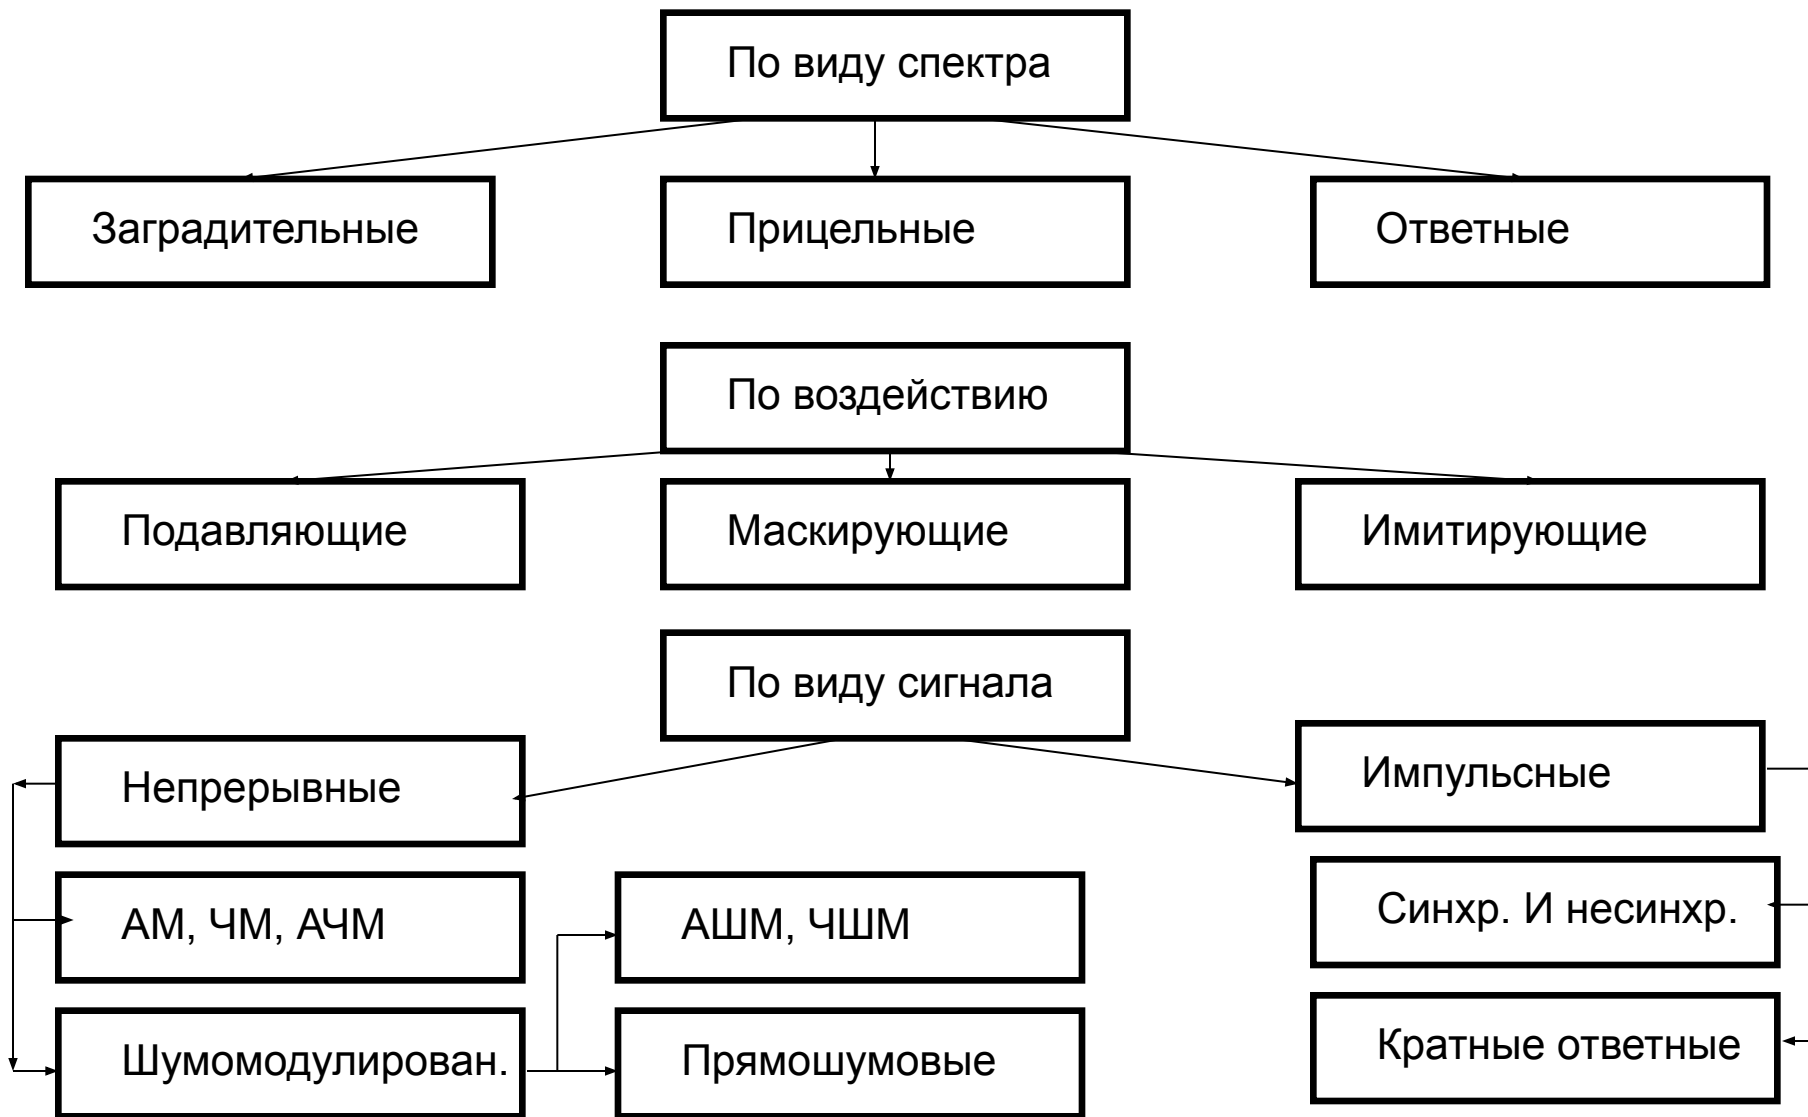 По виду спектра
Заградительные
Прицельные
Ответные
По воздействию
Подавляющие
Маскирующие
Имитирующие
По виду сигнала
Непрерывные
Импульсные
АМ, ЧМ, АЧМ
АШМ, ЧШМ
Синхр. И несинхр.
Шумомодулирован.
Прямошумовые
Кратные ответные